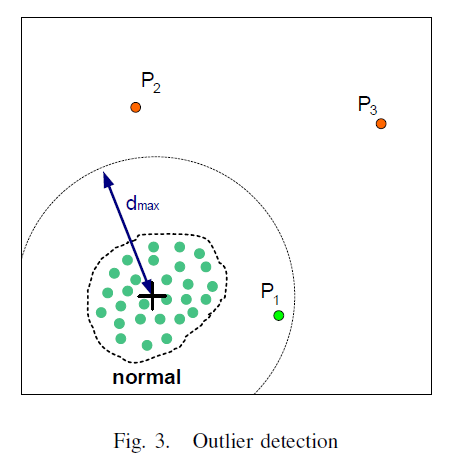 P2
P3
dmax
P1
normal
Fig. 3. Outlier detection